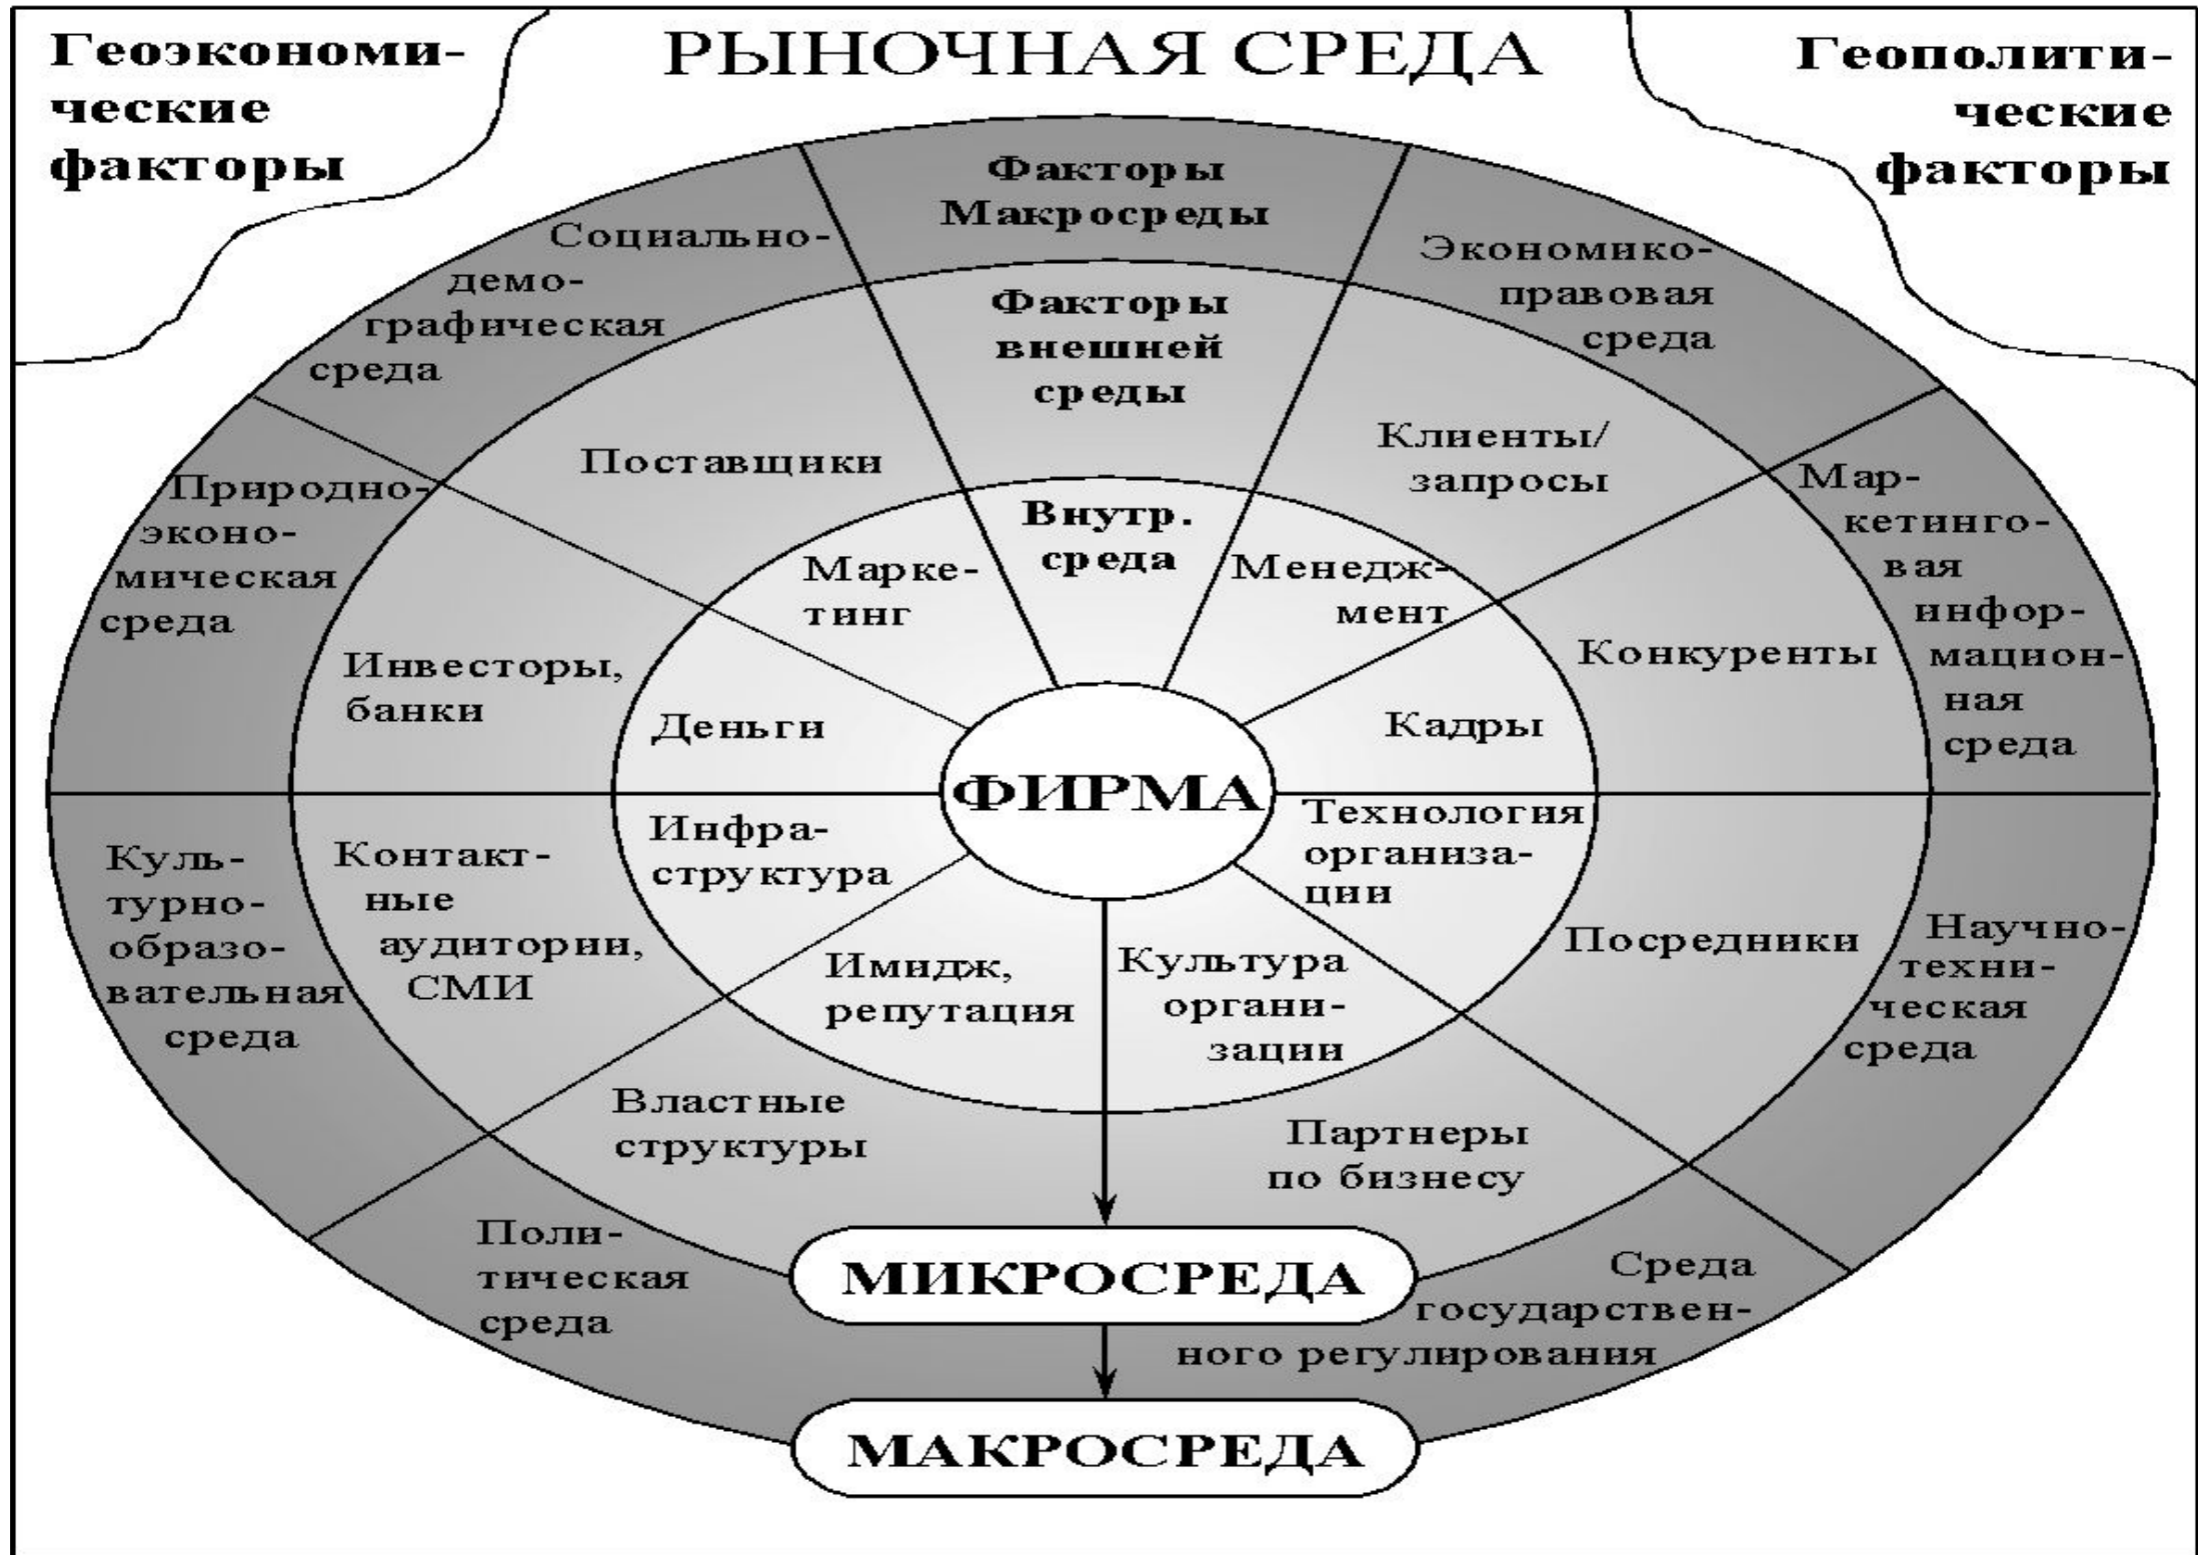 РЫНОЧНАЯ СРЕДА
Геоэкономи-
ческие
факторы
Геополити-
ческие
факторы
Факторы
Макросреды
Социально-
демо-
графическая
среда
Экономико-
правовая
среда
Факторы
внешней
среды
Поставщики
Клиенты/
запросы
Природно-
эконо-
мическая
среда
Мар-
кетинго-
вая
инфор-
мацион-
ная
среда
Внутр.
среда
Марке-
тинг
Менедж-
мент
Инвесторы,
банки
Конкуренты
Деньги
Кадры
ФИРМА
Инфра-
структура
Технология
организа-
ции
Куль-
турно-
образо-
вательная
среда
Контакт-
ные
аудитории,
СМИ
Посредники
Научно-
техни-
ческая
среда
Имидж,
репутация
Культура
органи-
зации
Властные
структуры
Партнеры
по бизнесу
Поли-
тическая
среда
МИКРОСРЕДА
Среда
государствен-
ного регулирования
МАКРОСРЕДА